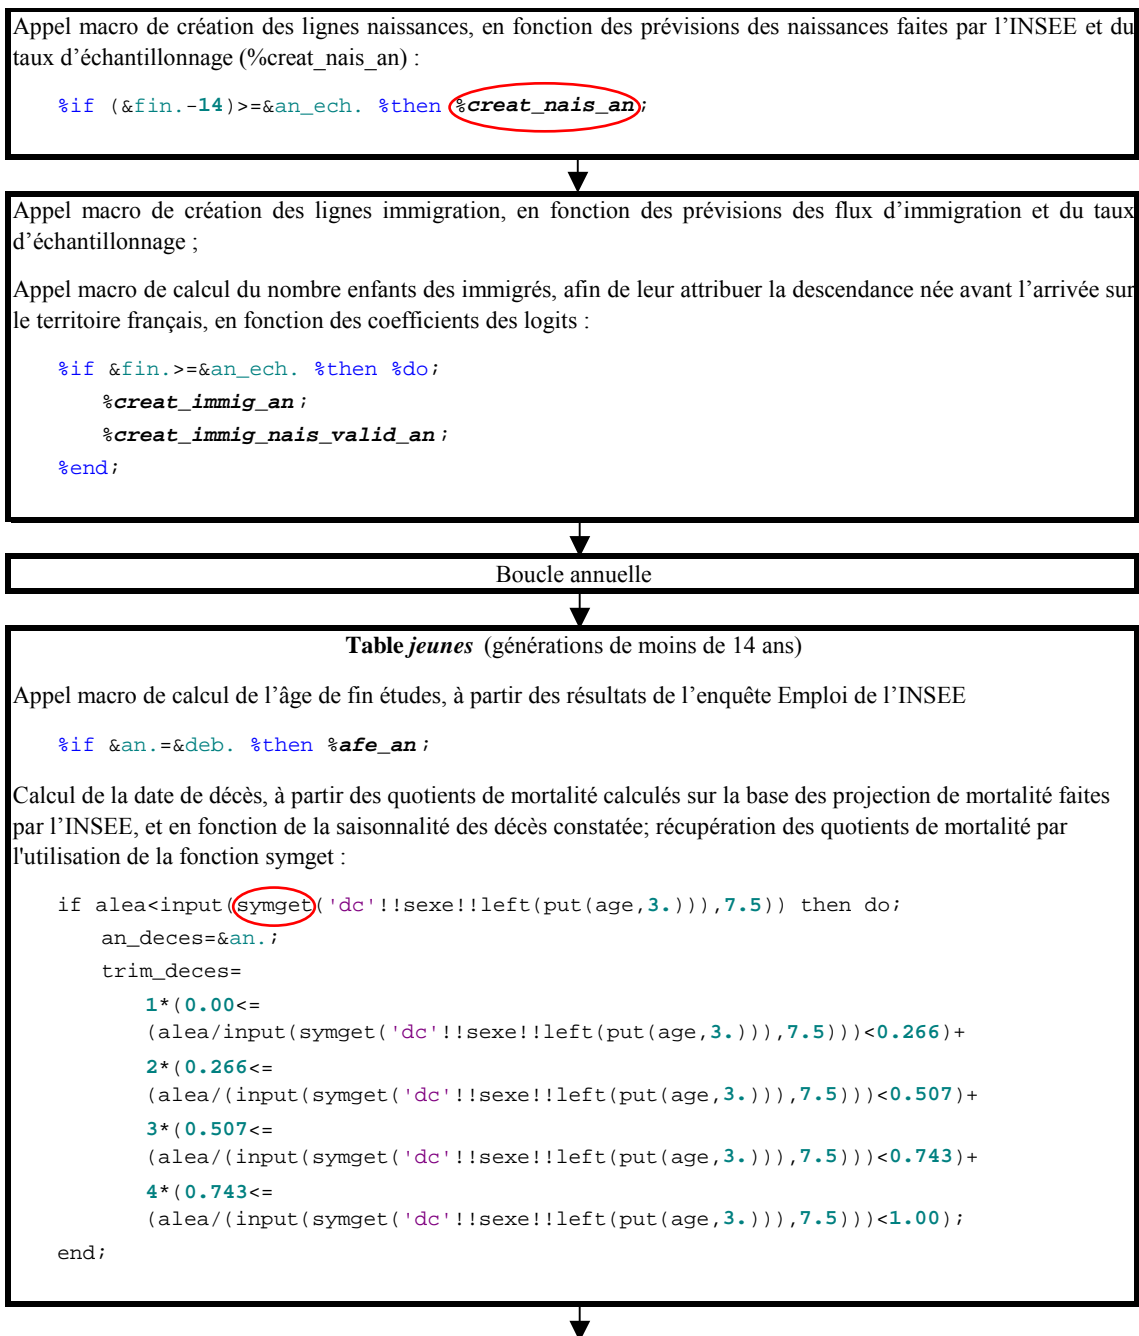 Appel macro de création des lignes naissances, en fonction des prévisions des naissances faites par l’INSEE et du
taux d’échantillonnage (%creat_nais_an) :
%if (&fin.-14)>=&an_ech. %then %creat_nais_an;
Appel macro de création des lignes immigration, en fonction des prévisions des flux d’immigration et du taux
d’échantillonnage ;
Appel macro de calcul du nombre enfants des immigrés, afin de leur attribuer la descendance née avant l’arrivée sur
le territoire français, en fonction des coefficients des logits :
%if &fin.>=&an_ech. %then %do;
%creat_immig_an;
%creat_immig_nais_valid_an;
%end;
Boucle annuelle
Table jeunes (générations de moins de 14 ans)
Appel macro de calcul de l’âge de fin études, à partir des résultats de l’enquête Emploi de l’INSEE
%if &an.=&deb. %then %afe_an;
Calcul de la date de décès, à partir des quotients de mortalité calculés sur la base des projection de mortalité faites
par l’INSEE, et en fonction de la saisonnalité des décès constatée; récupération des quotients de mortalité par
l'utilisation de la fonction symget :
if alea<input(symget('dc'!!sexe!!left(put(age,3.))),7.5)) then do;
an_deces=&an.;
trim_deces=
1*(0.00<=
(alea/input(symget('dc'!!sexe!!left(put(age,3.))),7.5)))<0.266)+
2*(0.266<=
(alea/(input(symget('dc'!!sexe!!left(put(age,3.))),7.5)))<0.507)+
3*(0.507<=
(alea/(input(symget('dc'!!sexe!!left(put(age,3.))),7.5)))<0.743)+
4*(0.743<=
(alea/(input(symget('dc'!!sexe!!left(put(age,3.))),7.5)))<1.00);
end;